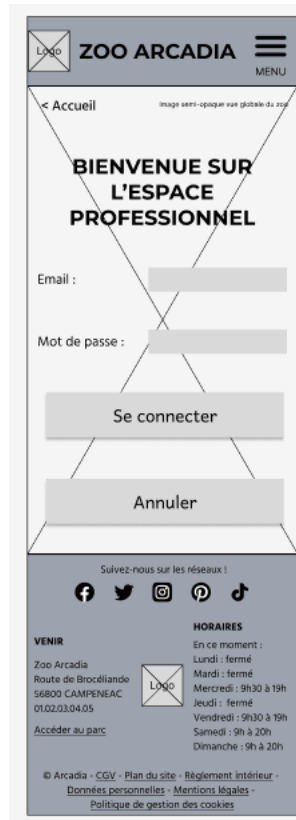 Logo
ZOO ARCADIA
MENU
< Accueil
Image semi-opaque vue globale du zoo
BIENVENUE SUR
L'ESPACE
PROFESSIONNEL
Email :
Mot de passe :
Se connecter
Annuler
Suivez-nous sur les réseaux !
VENIR
Zoo Arcadia
Route de Brocéliande
56800 CAMPENEAC
01.02.03.04.05
Accéder au parc
Logo
HORAIRES
En ce moment :
Lundi : fermé
Mardi : fermé
Mercredi : 9h30 à 19h
Jeudi : fermé
Vendredi : 9h30 à 19h
Samedi : 9h à 20h
Dimanche : 9h à 20h
© Arcadia - CGV - Plan du site - Règlement intérieur -
Données personnelles - Mentions légales -
Politique de gestion des cookies